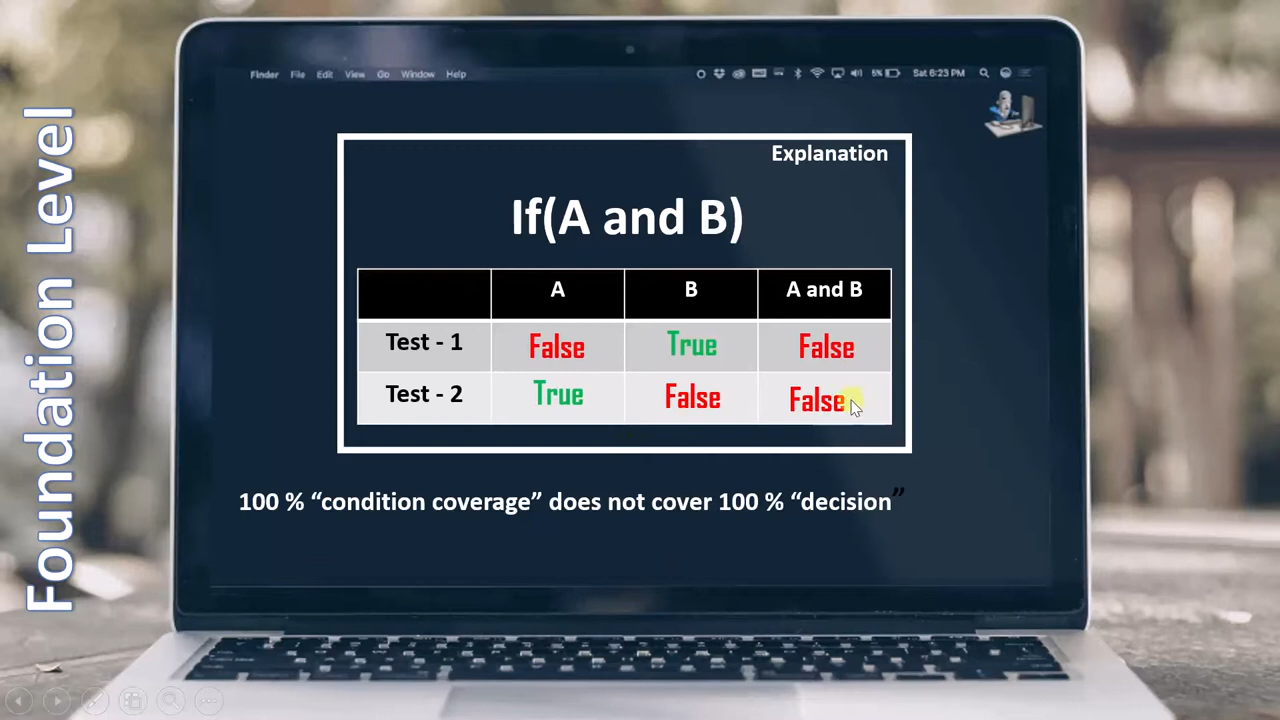 Foundation Level
Finder File Edit View Go Window Help
5% Sat 6:23 PM
Explanation
If(A and B)
A B A and B
Test - 1 False True False
Test - 2 True False False
100 % “condition coverage” does not cover 100 % “decision”